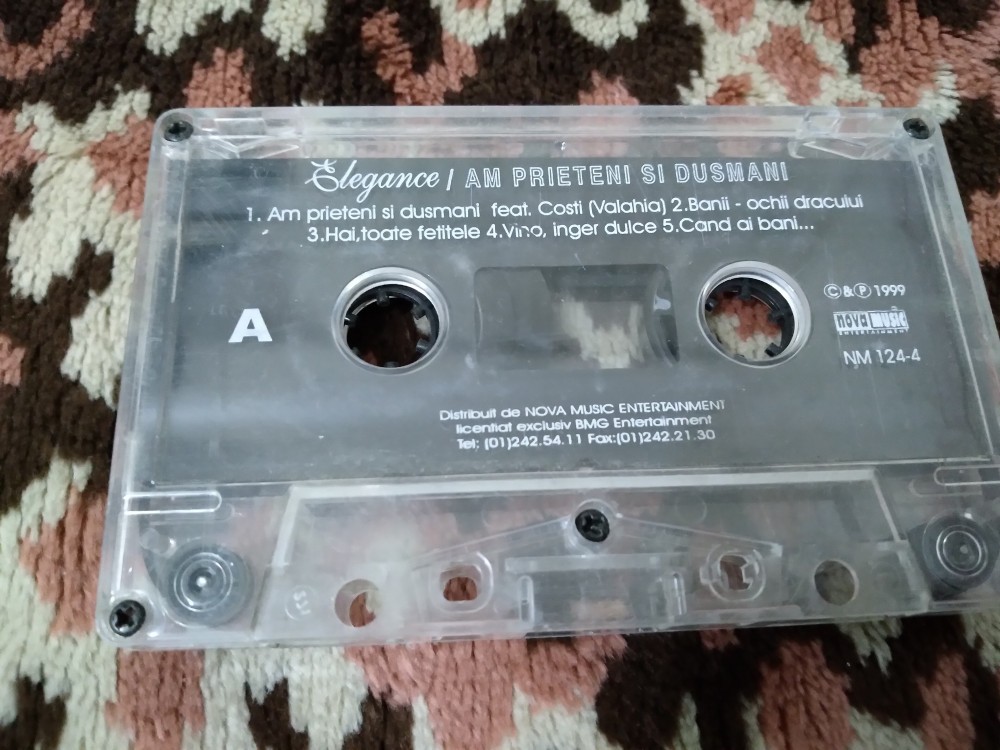 Elegance / AM PRIETENI SI DUSMANI
1. Am prieteni si dusmani feat. Costi (Valahia) 2.Banii - ochii dracului
3.Hai,toate fetitele 4.Vino, inger dulce 5.Cand ai bani...
A
©&℗ 1999
nova music
ENTERTAINMENT
NM 124-4
Distribuit de NOVA MUSIC ENTERTAINMENT
licentiat exclusiv BMG Entertainment
Tel: (01)242.54.11 Fax:(01)242.21.30